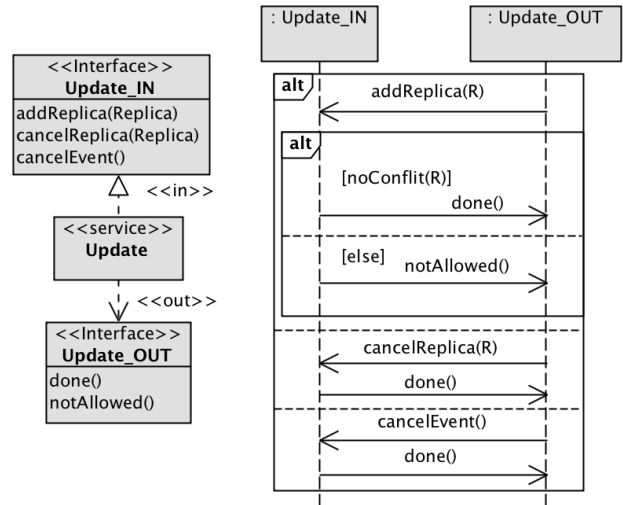 <<Interface>>
Update_IN
addReplica(Replica)
cancelReplica(Replica)
cancelEvent()
<<in>>
<<service>>
Update
<<out>>
<<Interface>>
Update_OUT
done()
notAllowed()
: Update_IN
: Update_OUT
alt
addReplica(R)
alt
[noConflit(R)]
done()
[else]
notAllowed()
cancelReplica(R)
done()
cancelEvent()
done()